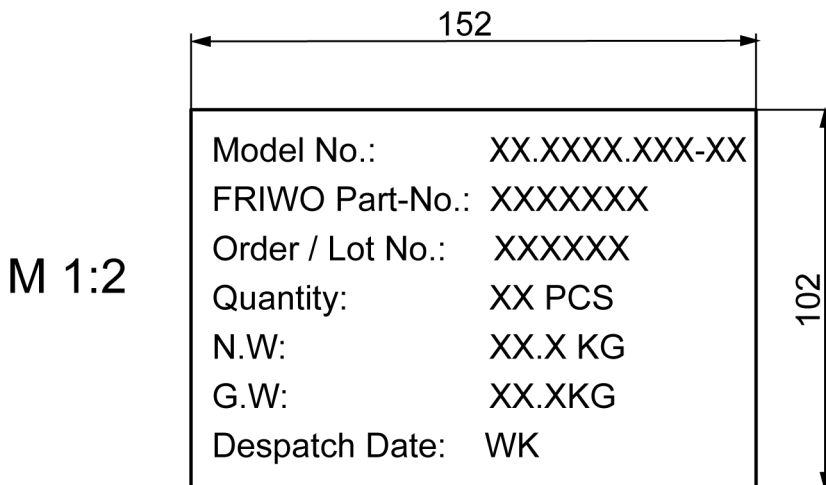 152
Model No.: XX.XXXX.XXX-XX
FRIWO Part-No.: XXXXXXX
Order / Lot No.: XXXXXX
M 1:2
Quantity: XX PCS
102
N.W: XX.X KG
G.W: XX.XKG
Despatch Date: WK